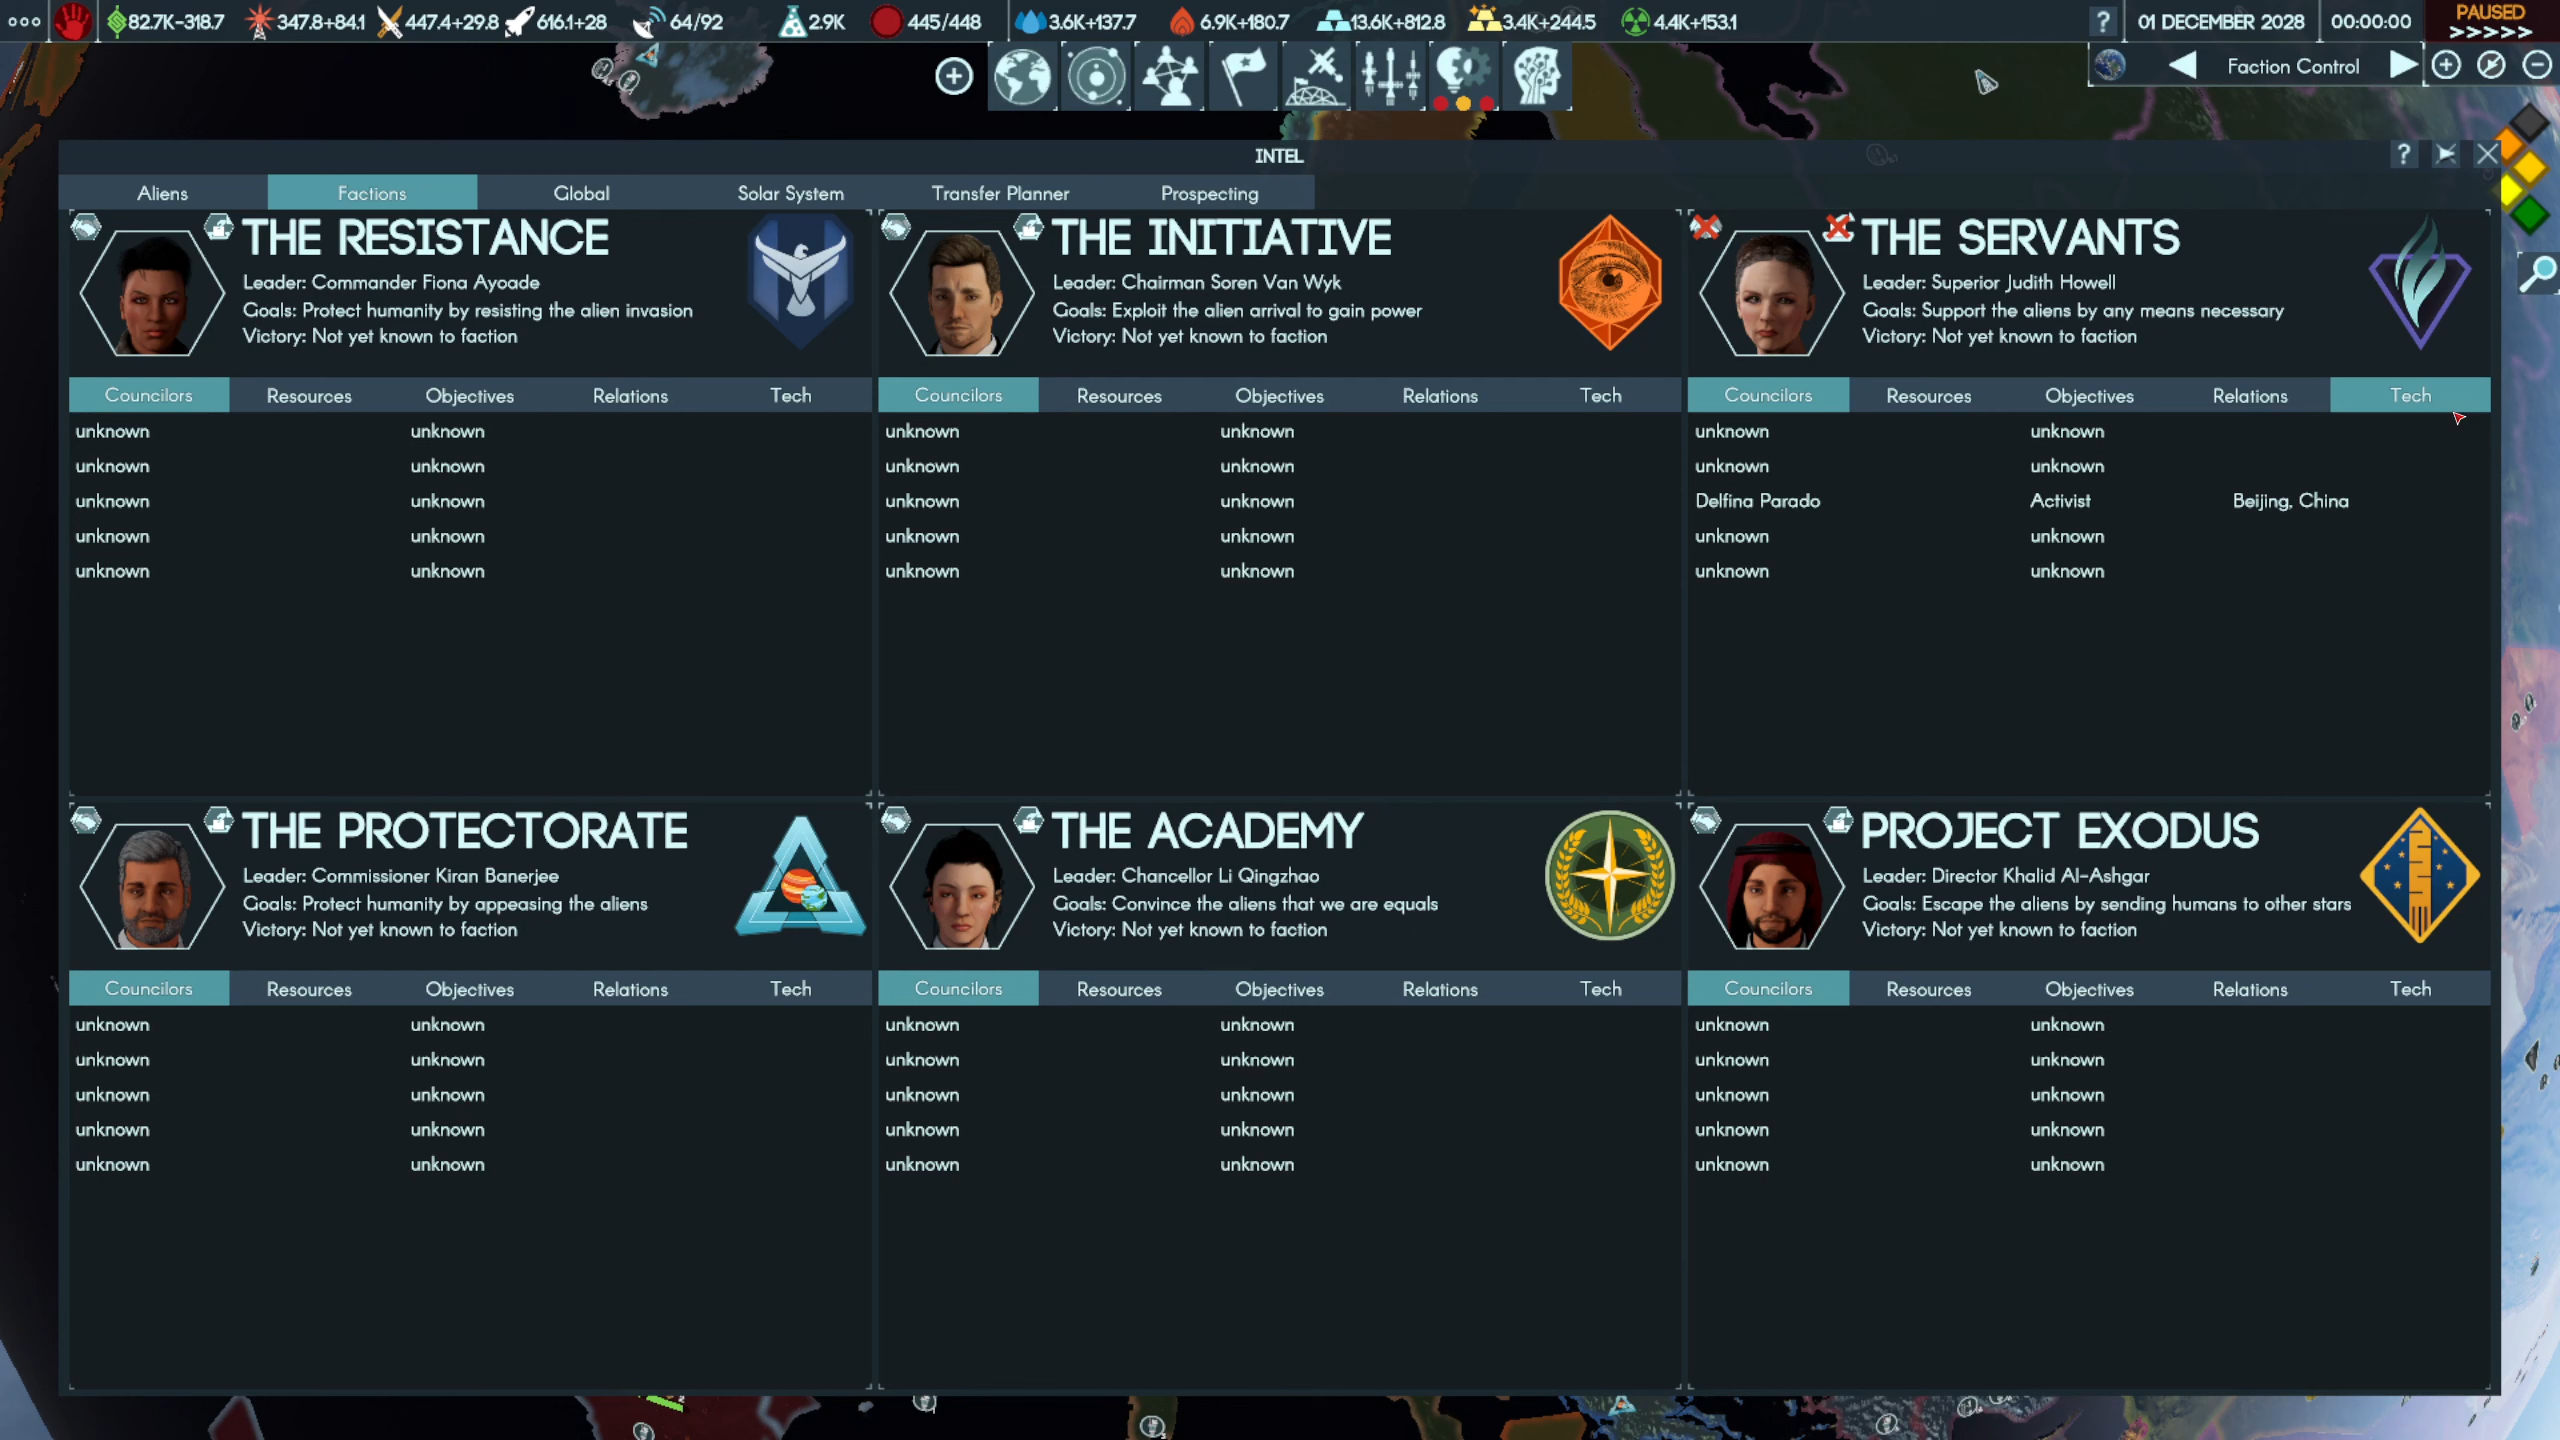 82.7K-318.7 347.8+84.1 447.4+29.8 616.1+28 64/92 2.9K 445/448 3.6K+137.7 6.9K+180.7 13.6K+812.8 3.4K+244.5 4.4K+153.1 ? 01 DECEMBER 2028 00:00:00 PAUSED
>>>>>
Faction Control
INTEL ?
Aliens Factions Global Solar System Transfer Planner Prospecting
THE RESISTANCE
Leader: Commander Fiona Ayoade
Goals: Protect humanity by resisting the alien invasion
Victory: Not yet known to faction
Councilors Resources Objectives Relations Tech
unknown unknown
unknown unknown
unknown unknown
unknown unknown
unknown unknown
THE INITIATIVE
Leader: Chairman Soren Van Wyk
Goals: Exploit the alien arrival to gain power
Victory: Not yet known to faction
Councilors Resources Objectives Relations Tech
unknown unknown
unknown unknown
unknown unknown
unknown unknown
unknown unknown
THE SERVANTS
Leader: Superior Judith Howell
Goals: Support the aliens by any means necessary
Victory: Not yet known to faction
Councilors Resources Objectives Relations Tech
unknown unknown
unknown unknown
Delfina Parado Activist Beijing, China
unknown unknown
unknown unknown
THE PROTECTORATE
Leader: Commissioner Kiran Banerjee
Goals: Protect humanity by appeasing the aliens
Victory: Not yet known to faction
Councilors Resources Objectives Relations Tech
unknown unknown
unknown unknown
unknown unknown
unknown unknown
unknown unknown
THE ACADEMY
Leader: Chancellor Li Qingzhao
Goals: Convince the aliens that we are equals
Victory: Not yet known to faction
Councilors Resources Objectives Relations Tech
unknown unknown
unknown unknown
unknown unknown
unknown unknown
unknown unknown
PROJECT EXODUS
Leader: Director Khalid Al-Ashgar
Goals: Escape the aliens by sending humans to other stars
Victory: Not yet known to faction
Councilors Resources Objectives Relations Tech
unknown unknown
unknown unknown
unknown unknown
unknown unknown
unknown unknown